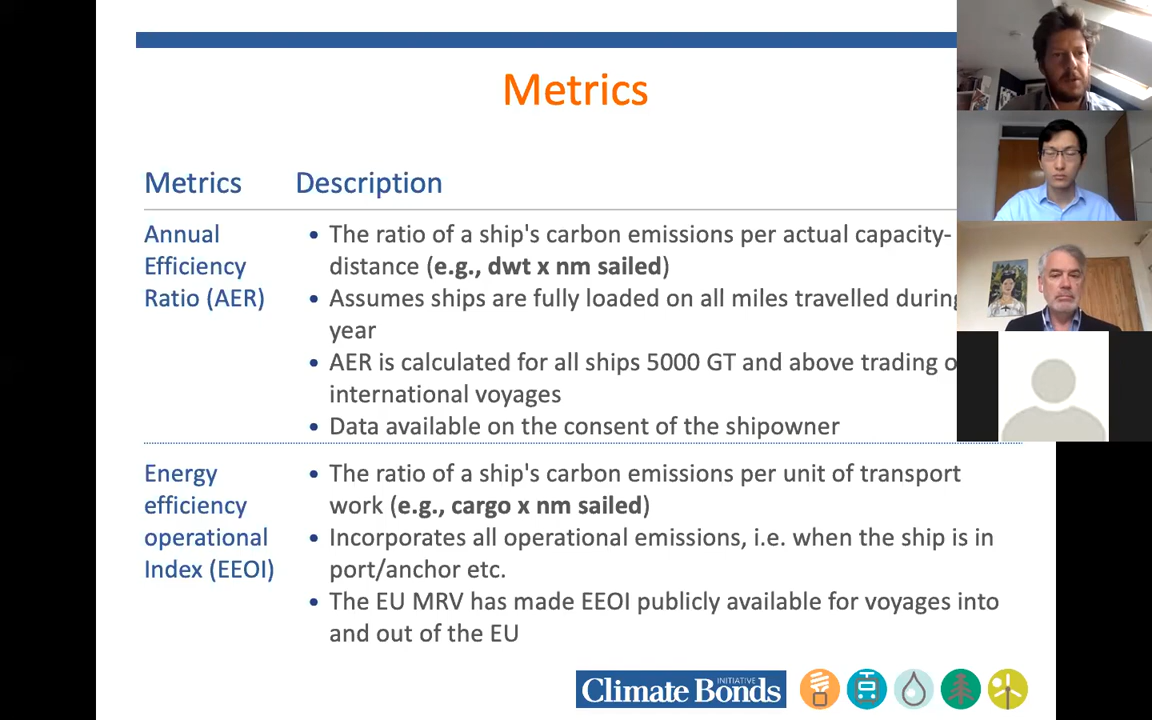 Metrics
Metrics Description
Annual
Efficiency
Ratio (AER)
• The ratio of a ship's carbon emissions per actual capacity-
distance (e.g., dwt x nm sailed)
• Assumes ships are fully loaded on all miles travelled during
year
• AER is calculated for all ships 5000 GT and above trading
international voyages
• Data available on the consent of the shipowner
Energy
efficiency
operational
Index (EEOI)
• The ratio of a ship's carbon emissions per unit of transport
work (e.g., cargo x nm sailed)
• Incorporates all operational emissions, i.e. when the ship is in
port/anchor etc.
• The EU MRV has made EEOI publicly available for voyages into
and out of the EU
Climate Bonds INITIATIVE